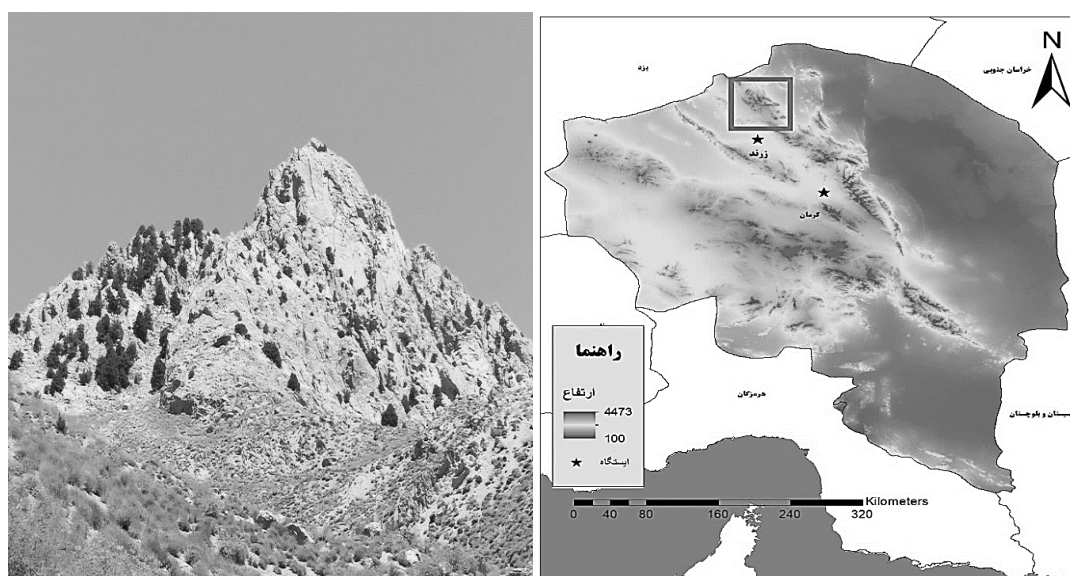 N
یزد
خراسان جنوبی
زرند
کرمان
راهنما
ارتفاع
4473
100
ایستگاه
هرمزگان
سیستان و بلوچستان
Kilometers
0 20 40 80 160 240 320